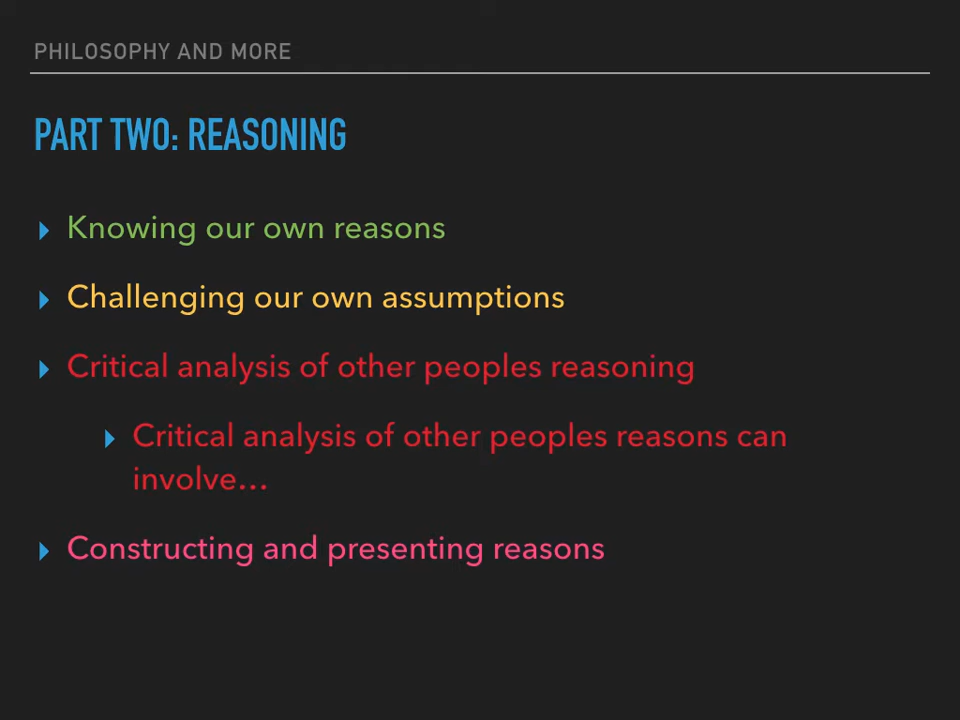 PHILOSOPHY AND MORE
PART TWO: REASONING
Knowing our own reasons
Challenging our own assumptions
Critical analysis of other peoples reasoning
Critical analysis of other peoples reasons can
involve…
Constructing and presenting reasons